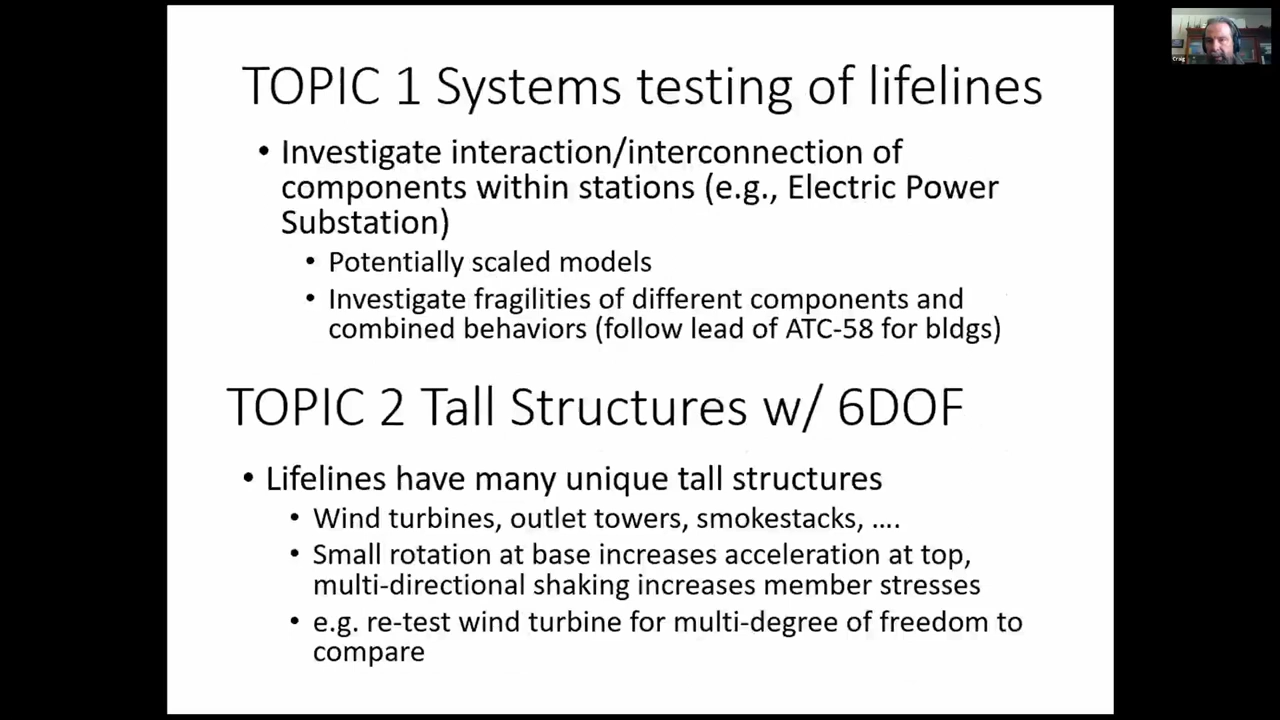 TOPIC 1 Systems testing of lifelines
• Investigate interaction/interconnection of
components within stations (e.g., Electric Power
Substation)
• Potentially scaled models
• Investigate fragilities of different components and
combined behaviors (follow lead of ATC-58 for bldgs)
TOPIC 2 Tall Structures w/ 6DOF
• Lifelines have many unique tall structures
• Wind turbines, outlet towers, smokestacks, ….
• Small rotation at base increases acceleration at top,
multi-directional shaking increases member stresses
• e.g. re-test wind turbine for multi-degree of freedom to
compare
Craig